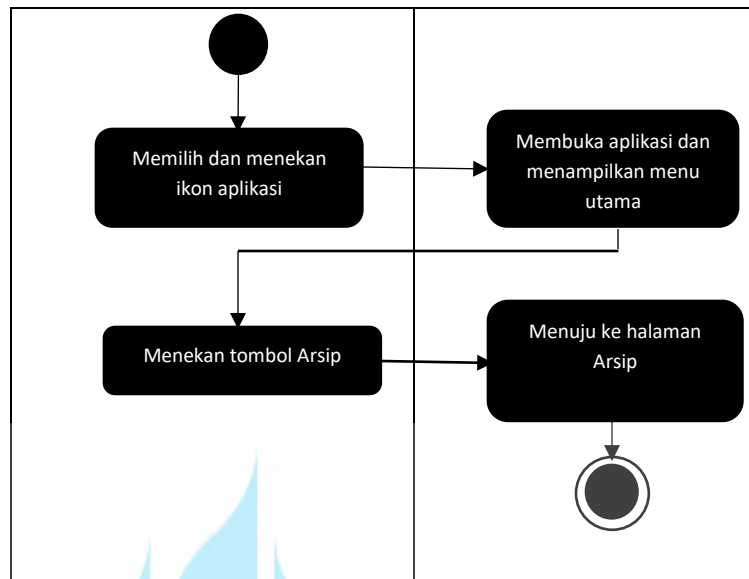 Memilih dan menekan
ikon aplikasi
Membuka aplikasi dan
menampilkan menu
utama
Menekan tombol Arsip
Menuju ke halaman
Arsip